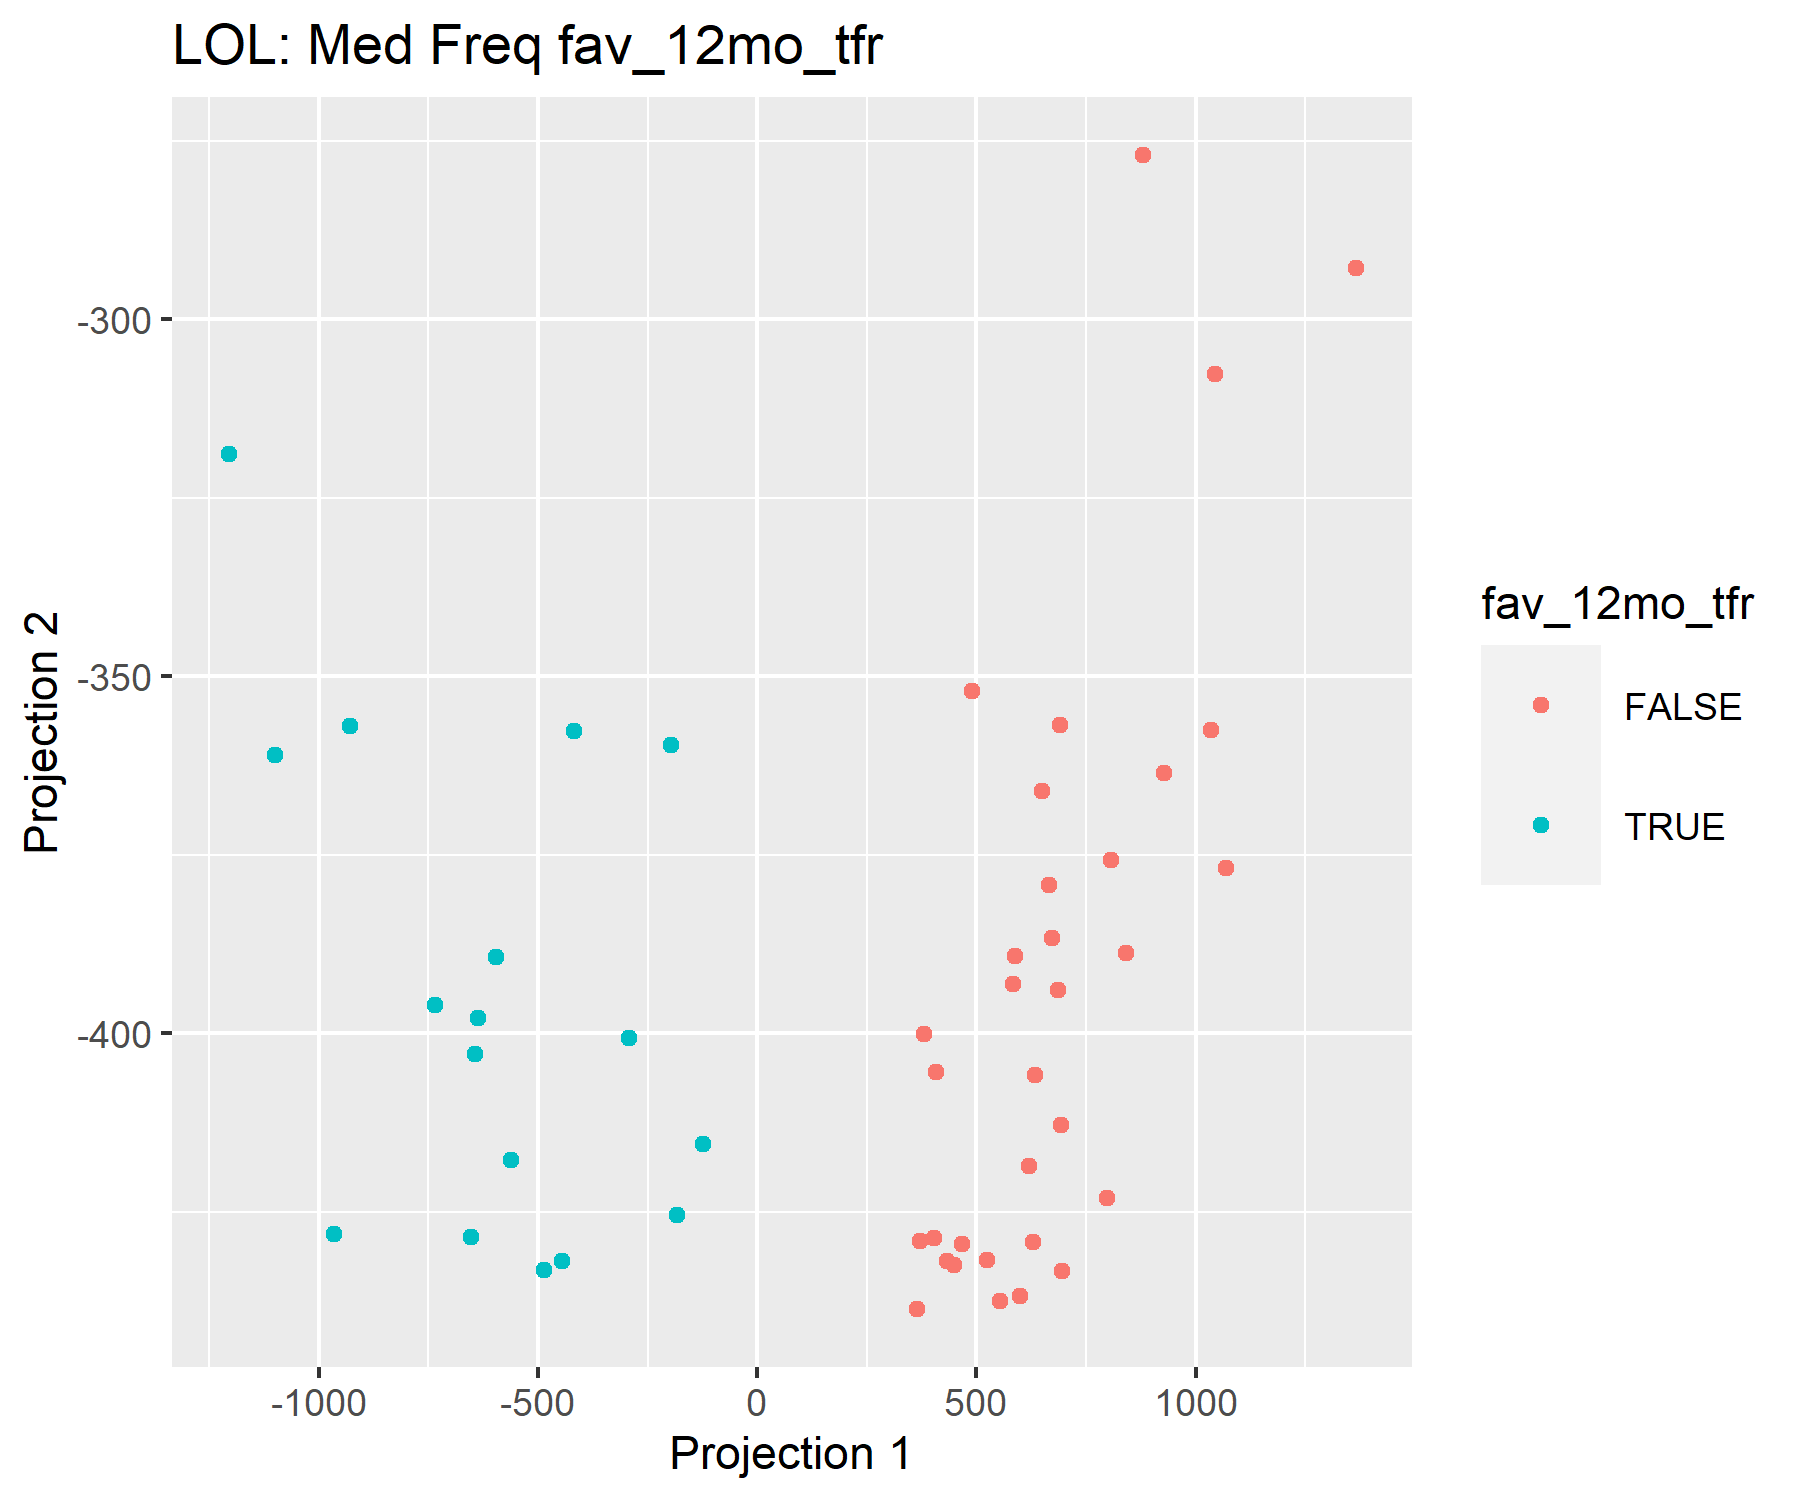 LOL: Med Freq fav_12mo_tfr
-300
-350
-400
Projection 2
-1000
-500
0
500
1000
Projection 1
fav_12mo_tfr
FALSE
TRUE